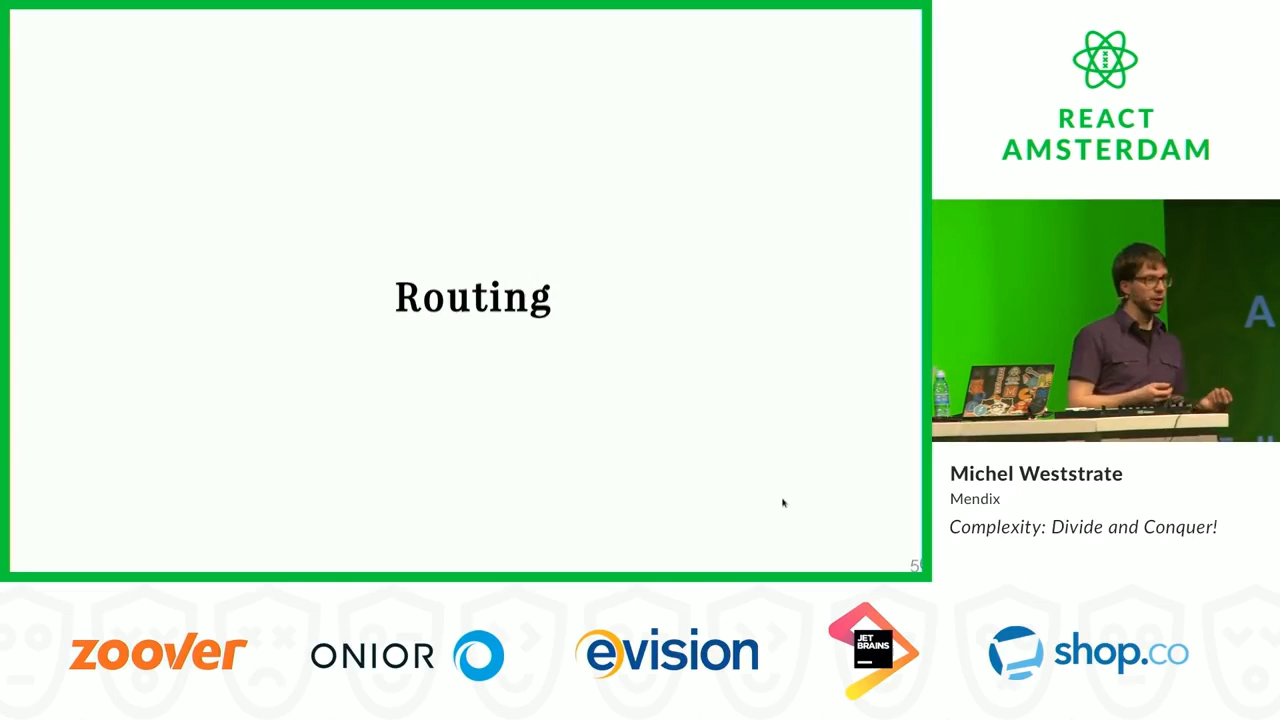 Routing
REACT
AMSTERDAM
A
Michel Weststrate
Mendix
Complexity: Divide and Conquer!
zoover
ONIOR
evision
JET
BRAINS
shop.co